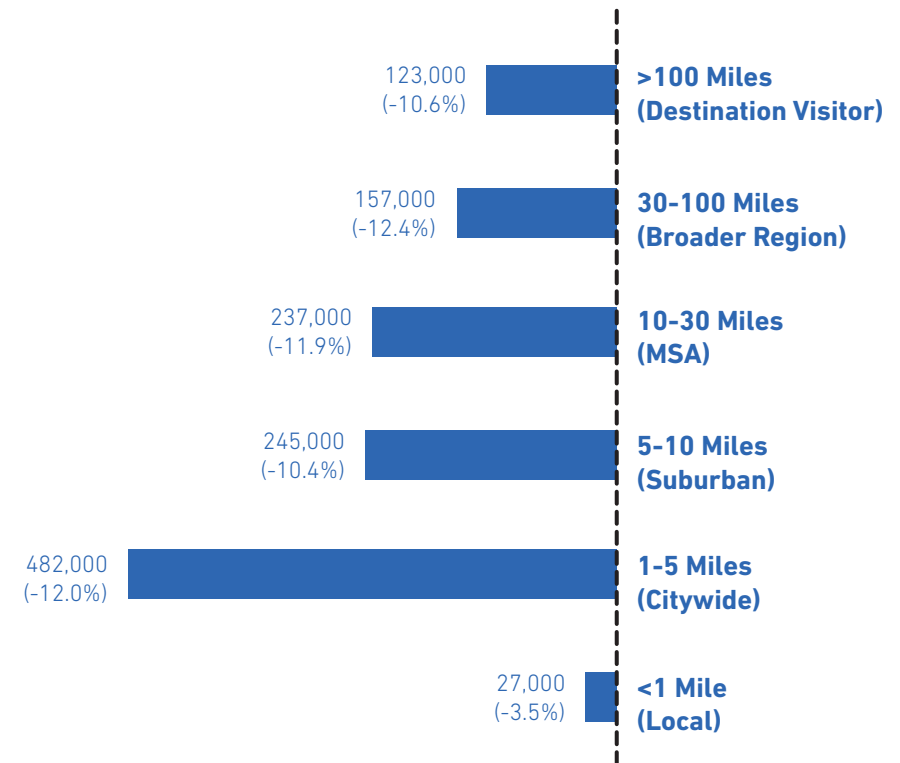 123,000
(-10.6%)
>100 Miles
(Destination Visitor)
157,000
(-12.4%)
30-100 Miles
(Broader Region)
237,000
(-11.9%)
10-30 Miles
(MSA)
245,000
(-10.4%)
5-10 Miles
(Suburban)
482,000
(-12.0%)
1-5 Miles
(Citywide)
27,000
(-3.5%)
<1 Mile
(Local)